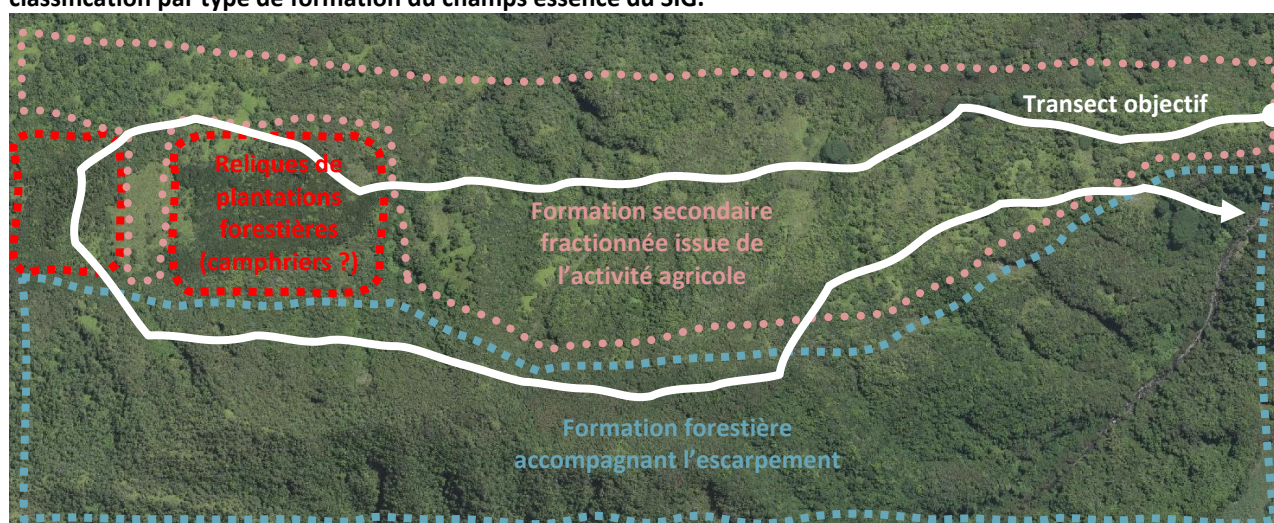 classification par type de formation du champs essence du SIG.
Transect objectif
Reliques de
plantations
forestières
(camphriers ?)
Formation secondaire
fractionnée issue de
l’activité agricole
Formation forestière
accompagnant l’escarpement